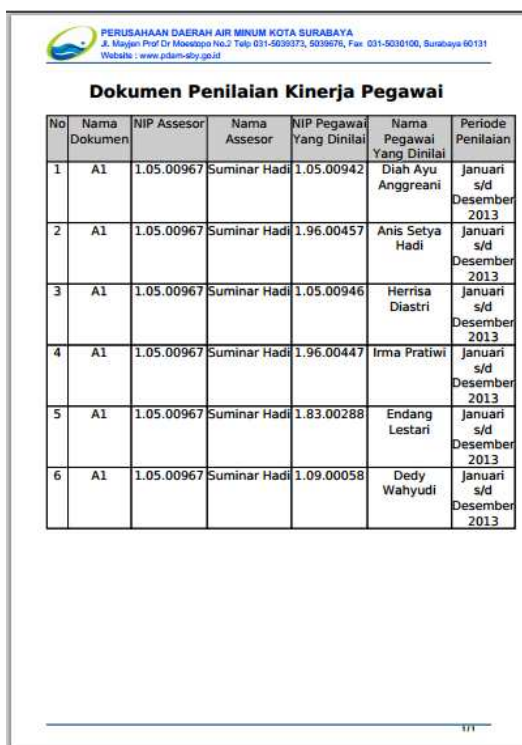 PERUSAHAAN DAERAH AIR MINUM KOTA SURABAYA
Jl. Mayjen Prof Dr Moestopo No.2 Telp 031-5039373, 5039676, Fax 031-5030100, Surabaya 60131
Website : www.pdam-sby.go.id
Dokumen Penilaian Kinerja Pegawai
No Nama Dokumen NIP Assesor Nama Assesor NIP Pegawai Yang Dinilai Nama Pegawai Yang Dinilai Periode Penilaian
1 A1 1.05.00967 Suminar Hadi 1.05.00942 Diah Ayu Anggreani Januari s/d Desember 2013
2 A1 1.05.00967 Suminar Hadi 1.96.00457 Anis Setya Hadi Januari s/d Desember 2013
3 A1 1.05.00967 Suminar Hadi 1.05.00946 Herrisa Diastri Januari s/d Desember 2013
4 A1 1.05.00967 Suminar Hadi 1.96.00447 Irma Pratiwi Januari s/d Desember 2013
5 A1 1.05.00967 Suminar Hadi 1.83.00288 Endang Lestari Januari s/d Desember 2013
6 A1 1.05.00967 Suminar Hadi 1.09.00058 Dedy Wahyudi Januari s/d Desember 2013
1/1